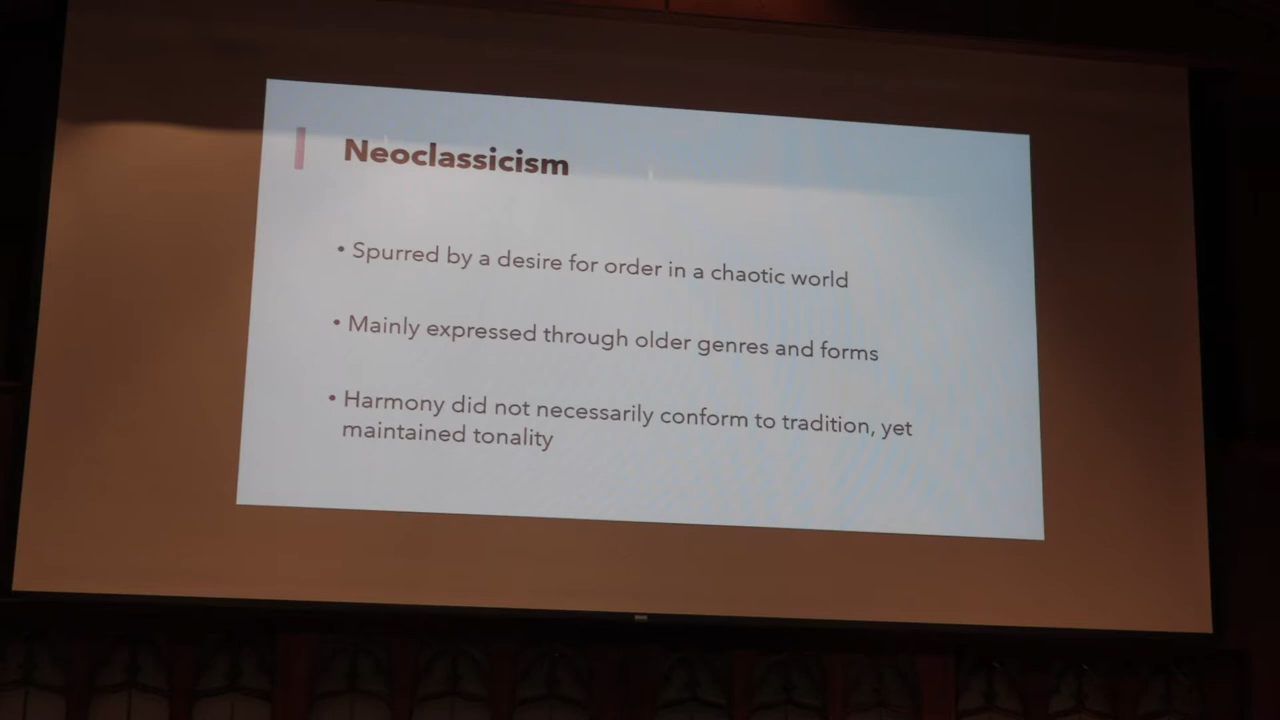 Neoclassicism
• Spurred by a desire for order in a chaotic world
• Mainly expressed through older genres and forms
• Harmony did not necessarily conform to tradition, yet
maintained tonality